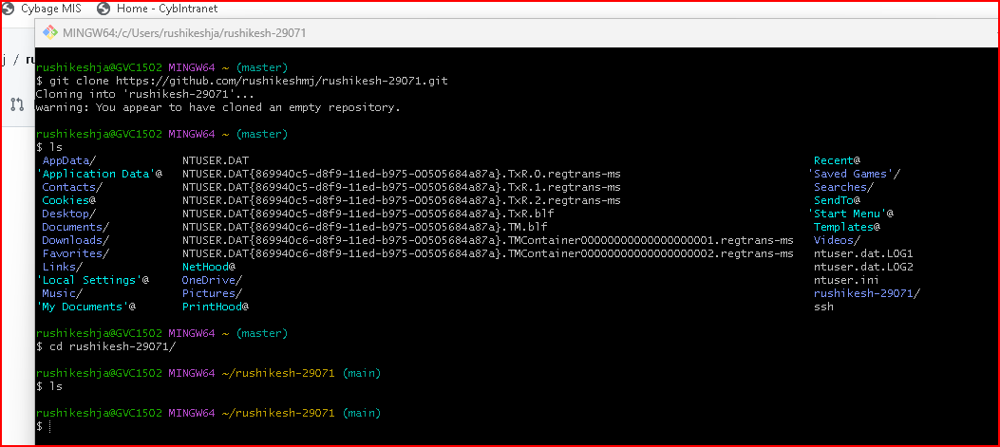 Cybage MIS Home - CybIntranet
MINGW64:/c/Users/rushikeshja/rushikesh-29071
j / ru
rushikeshja@GVC1502 MINGW64 ~ (master)
$ git clone https://github.com/rushikeshmj/rushikesh-29071.git
Cloning into 'rushikesh-29071'...
warning: You appear to have cloned an empty repository.
rushikeshja@GVC1502 MINGW64 ~ (master)
$ ls
AppData/ NTUSER.DAT Recent@
'Application Data'@ NTUSER.DAT{869940c5-d8f9-11ed-b975-00505684a87a}.TxR.0.regtrans-ms 'Saved Games'/
Contacts/ NTUSER.DAT{869940c5-d8f9-11ed-b975-00505684a87a}.TxR.1.regtrans-ms Searches/
Cookies@ NTUSER.DAT{869940c5-d8f9-11ed-b975-00505684a87a}.TxR.2.regtrans-ms SendTo@
Desktop/ NTUSER.DAT{869940c5-d8f9-11ed-b975-00505684a87a}.TxR.blf 'Start Menu'@
Documents/ NTUSER.DAT{869940c6-d8f9-11ed-b975-00505684a87a}.TM.blf Templates@
Downloads/ NTUSER.DAT{869940c6-d8f9-11ed-b975-00505684a87a}.TMContainer00000000000000000001.regtrans-ms Videos/
Favorites/ NTUSER.DAT{869940c6-d8f9-11ed-b975-00505684a87a}.TMContainer00000000000000000002.regtrans-ms ntuser.dat.LOG1
Links/ NetHood@ ntuser.dat.LOG2
'Local Settings'@ OneDrive/ ntuser.ini
Music/ Pictures/ rushikesh-29071/
'My Documents'@ PrintHood@ ssh
rushikeshja@GVC1502 MINGW64 ~ (master)
$ cd rushikesh-29071/
rushikeshja@GVC1502 MINGW64 ~/rushikesh-29071 (main)
$ ls
rushikeshja@GVC1502 MINGW64 ~/rushikesh-29071 (main)
$